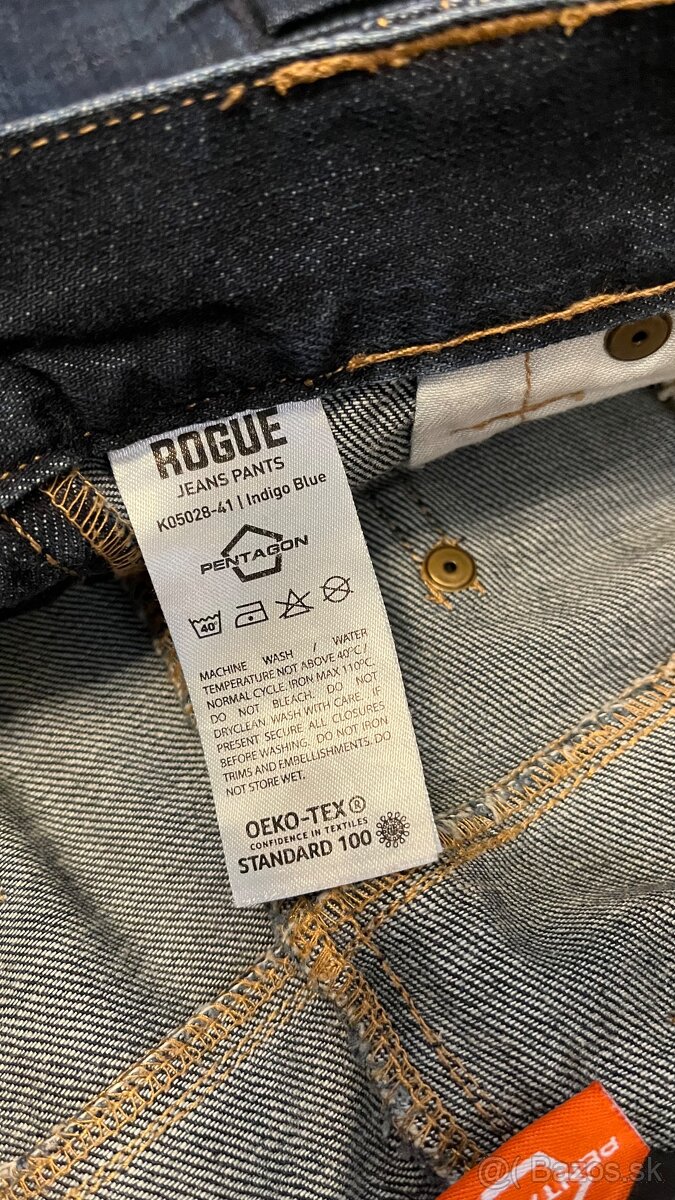 ROGUE
JEANS PANTS
K05028-41 | Indigo Blue
PENTAGON
40°
MACHINE WASH / WATER
TEMPERATURE NOT ABOVE 40°C /
NORMAL CYCLE. IRON MAX 110°C.
DO NOT BLEACH. DO NOT
DRYCLEAN. WASH WITH CARE. IF
PRESENT SECURE ALL CLOSURES
BEFORE WASHING. DO NOT IRON
TRIMS AND EMBELLISHMENTS. DO
NOT STORE WET.
OEKO-TEX®
CONFIDENCE IN TEXTILES
STANDARD 100
Bazos.sk